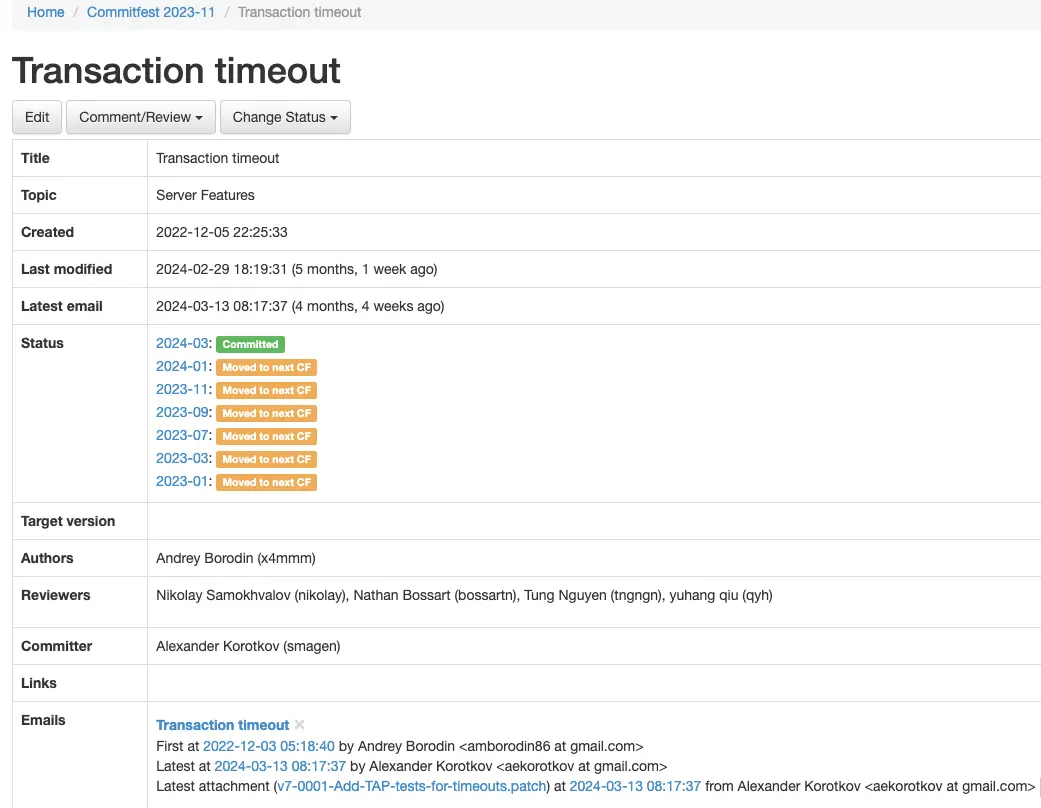 Home / Commitfest 2023-11 / Transaction timeout
Transaction timeout
Edit Comment/Review Change Status
Title Transaction timeout
Topic Server Features
Created 2022-12-05 22:25:33
Last modified 2024-02-29 18:19:31 (5 months, 1 week ago)
Latest email 2024-03-13 08:17:37 (4 months, 4 weeks ago)
Status 2024-03: Committed
2024-01: Moved to next CF
2023-11: Moved to next CF
2023-09: Moved to next CF
2023-07: Moved to next CF
2023-03: Moved to next CF
2023-01: Moved to next CF
Target version
Authors Andrey Borodin (x4mmm)
Reviewers Nikolay Samokhvalov (nikolay), Nathan Bossart (bossartn), Tung Nguyen (tngngn), yuhang qiu (qyh)
Committer Alexander Korotkov (smagen)
Links
Emails Transaction timeout
First at 2022-12-03 05:18:40 by Andrey Borodin <amborodin86 at gmail.com>
Latest at 2024-03-13 08:17:37 by Alexander Korotkov <aekorotkov at gmail.com>
Latest attachment (v7-0001-Add-TAP-tests-for-timeouts.patch) at 2024-03-13 08:17:37 from Alexander Korotkov <aekorotkov at gmail.com>